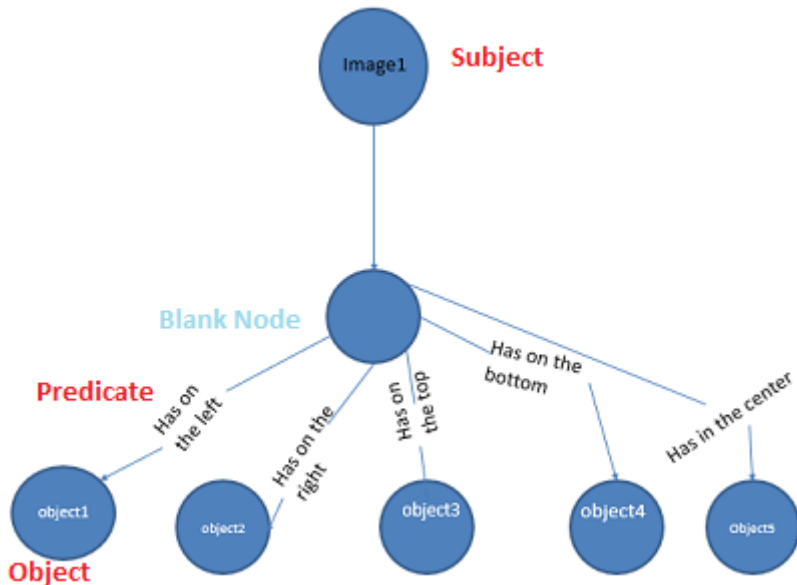 Image1
Subject
Blank Node
Predicate
Has on
the left
Has on the
right
Has on
the top
Has on the
bottom
Has in the center
object1
object2
object3
object4
Object5
Object